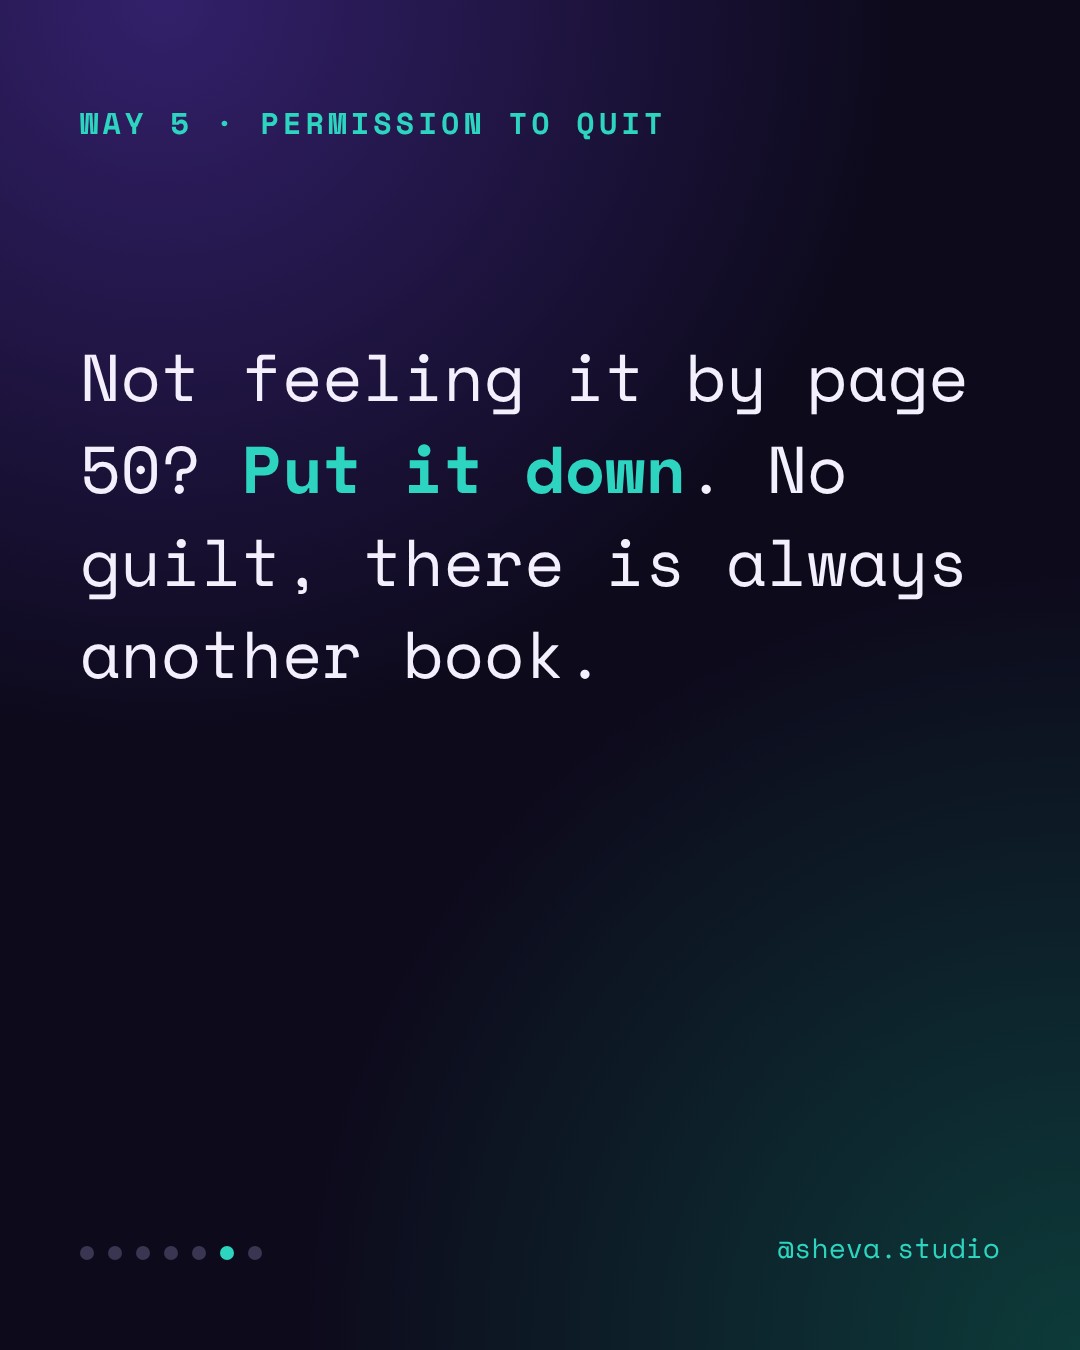 WAY 5 · PERMISSION TO QUIT
Not feeling it by page
50? Put it down. No
guilt, there is always
another book.
@sheva.studio